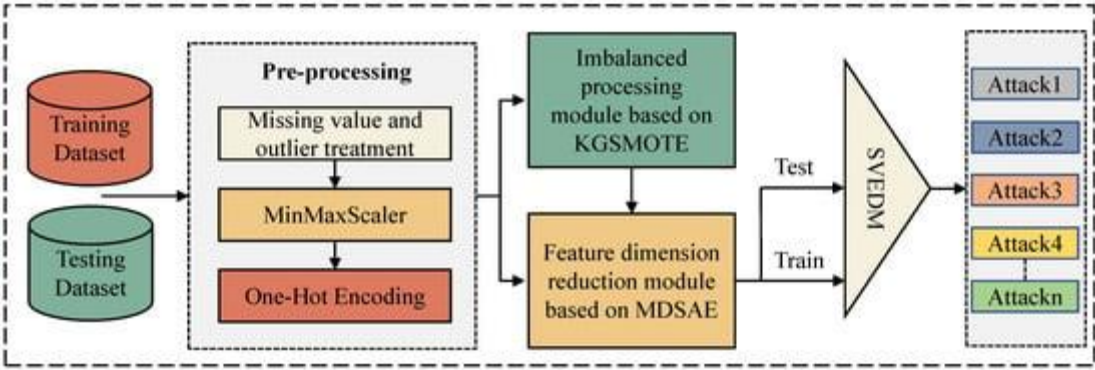 Training
Dataset
Testing
Dataset
Pre-processing
Missing value and
outlier treatment
MinMaxScaler
One-Hot Encoding
Imbalanced
processing
module based on
KGSMOTE
Feature dimension
reduction module
based on MDSAE
Test
Train
SVEDM
Attack1
Attack2
Attack3
Attack4
Attackn